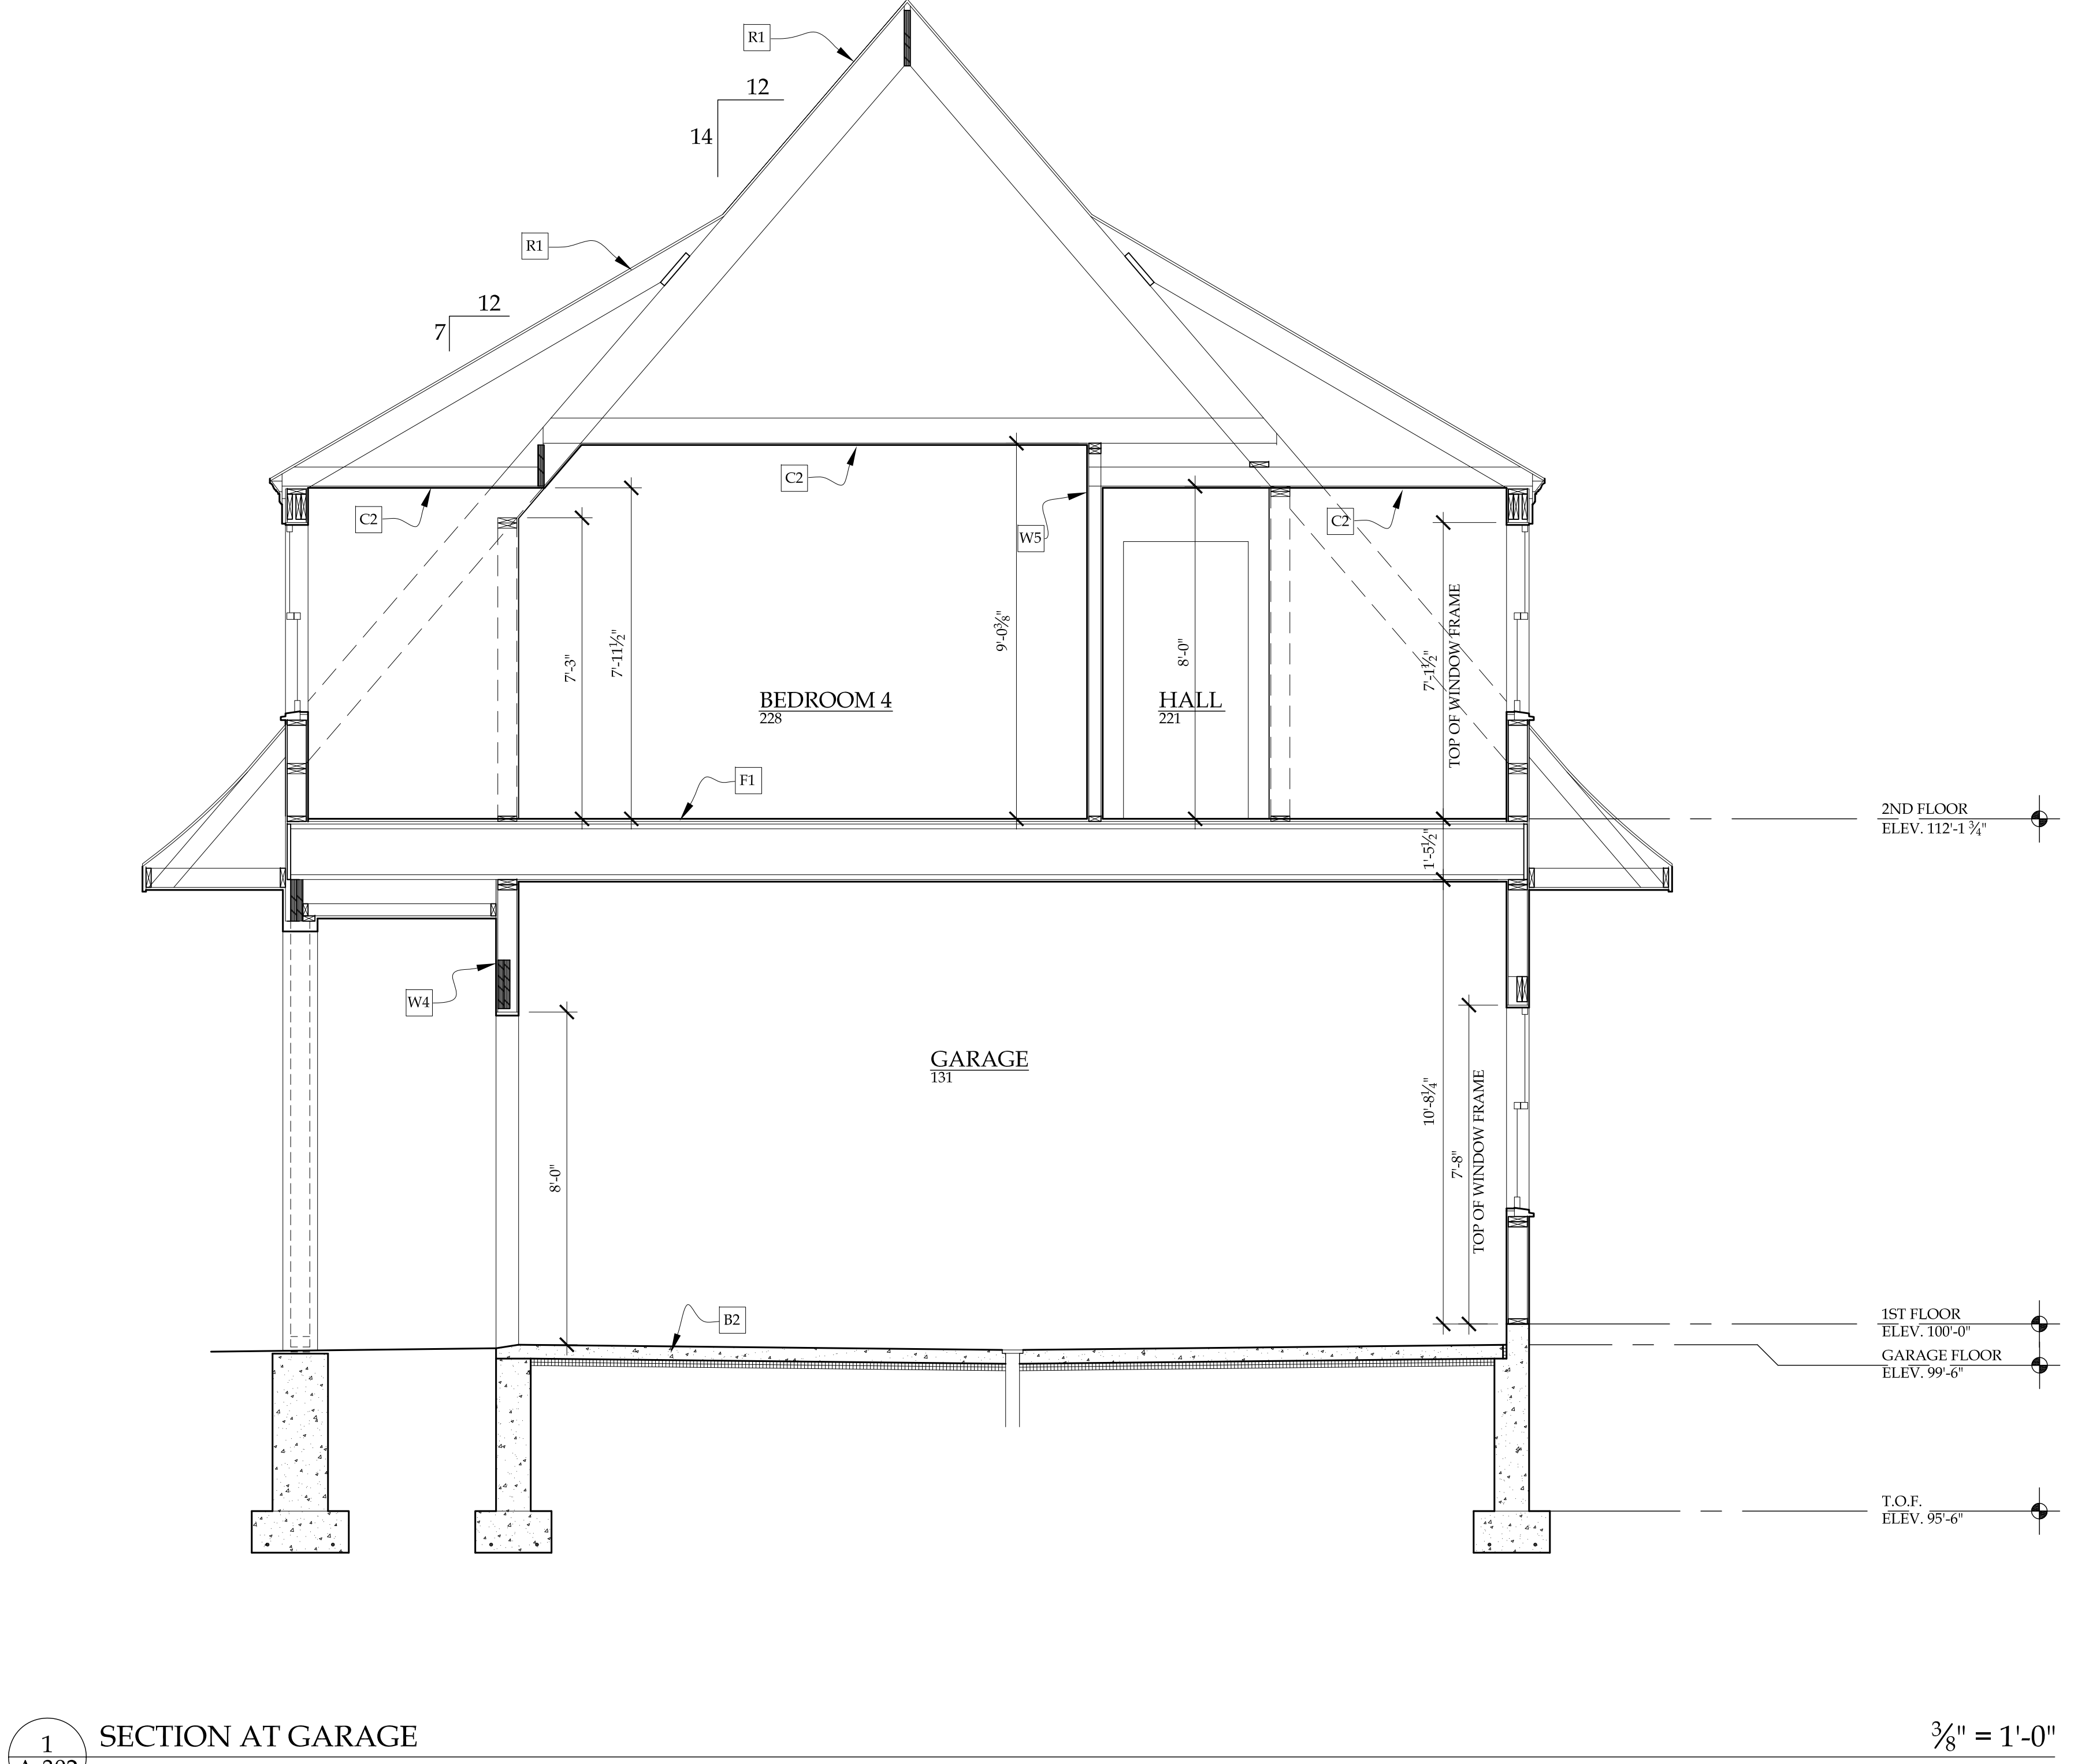 R1
12
14
R1
12
7
C2
C2
W5
C2
7'-3"
7'-11½"
9'-0⅜"
8'-0"
7'-1½"
TOP OF WINDOW FRAME
BEDROOM 4
228
HALL
221
F1
2ND FLOOR
ELEV. 112'-1 ¾"
1'-5½"
W4
GARAGE
131
8'-0"
10'-8¼"
7'-8"
TOP OF WINDOW FRAME
B2
1ST FLOOR
ELEV. 100'-0"
GARAGE FLOOR
ELEV. 99'-6"
T.O.F.
ELEV. 95'-6"
1
SECTION AT GARAGE
⅜" = 1'-0"